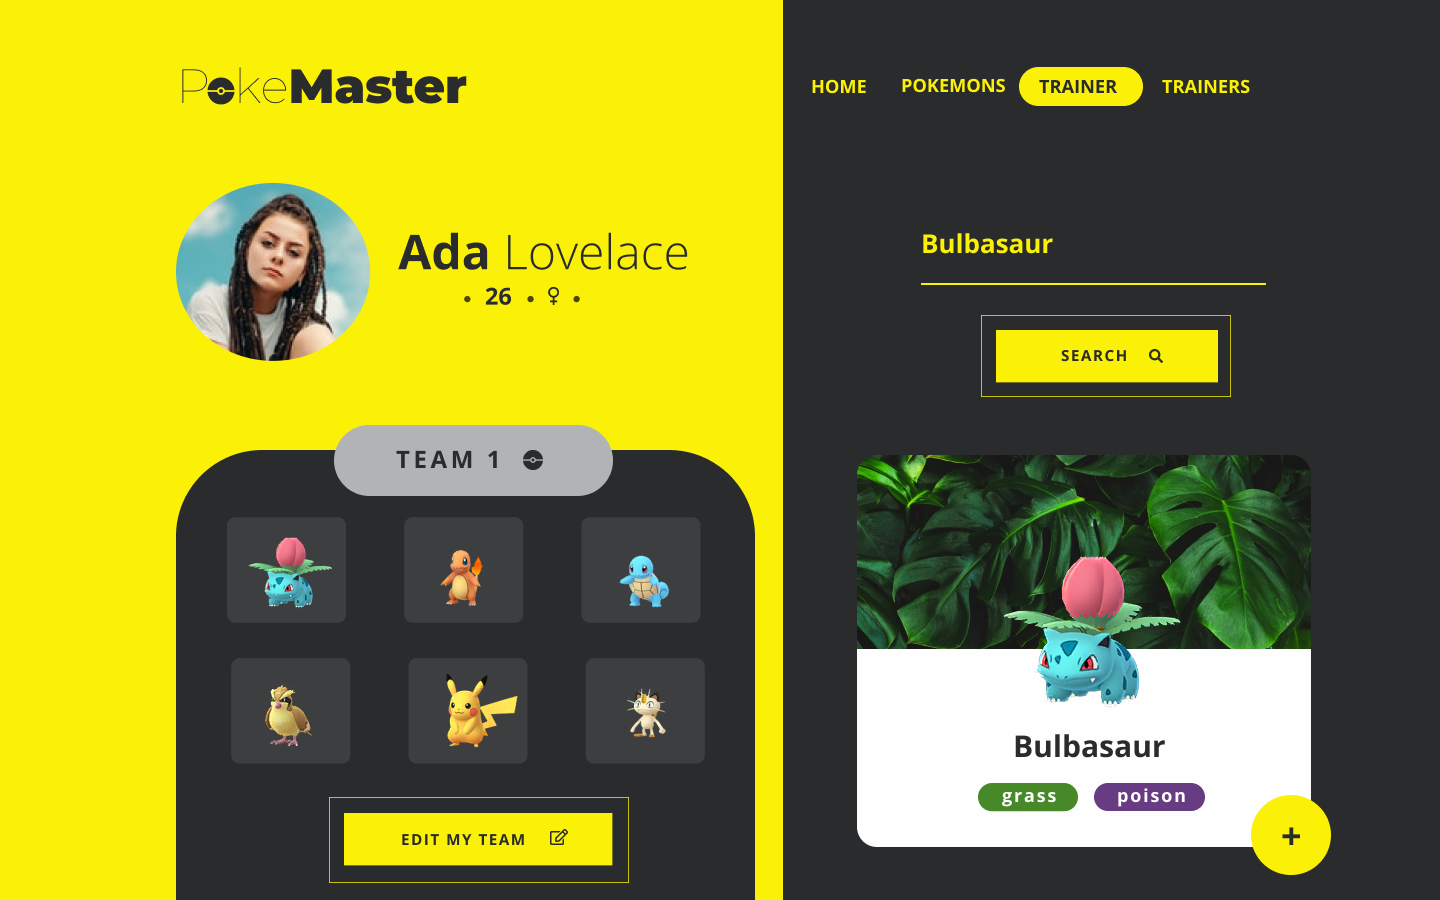 PokeMaster
HOME POKEMONS TRAINER TRAINERS
Ada Lovelace
• 26 • ♀ •
Bulbasaur
SEARCH
TEAM 1
Bulbasaur
grass poison
EDIT MY TEAM
+